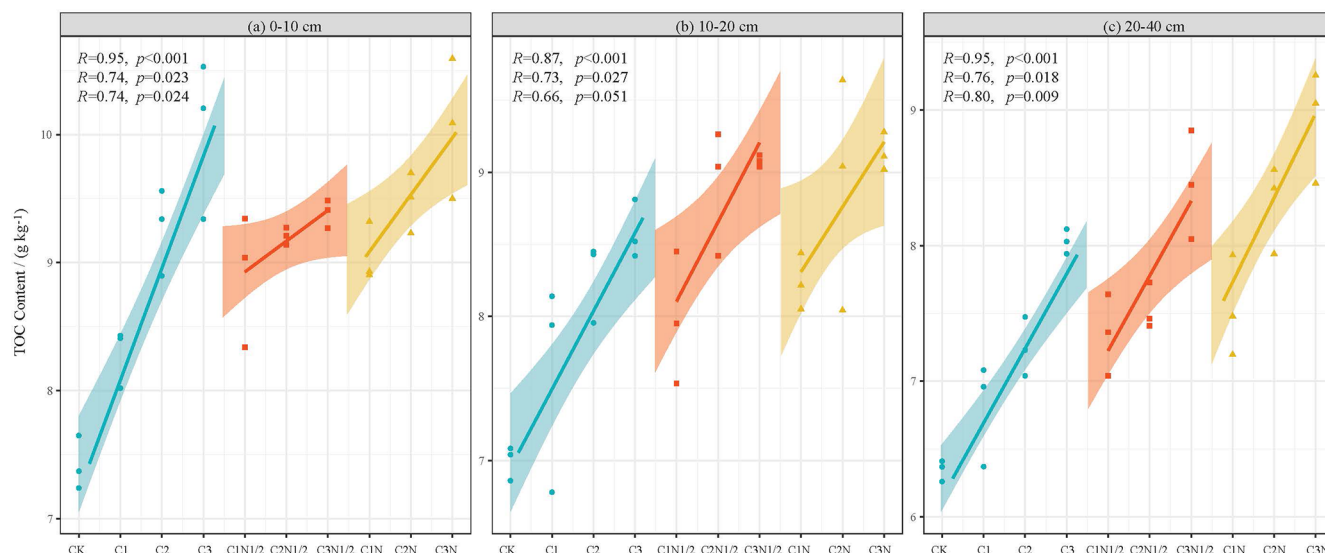 (a) 0-10 cm
R=0.95, p<0.001
R=0.74, p=0.023
R=0.74, p=0.024
TOC Content / (g kg⁻¹)
10
9
8
7
CK C1 C2 C3 C1N1/2 C2N1/2 C3N1/2 C1N C2N C3N
(b) 10-20 cm
R=0.87, p<0.001
R=0.73, p=0.027
R=0.66, p=0.051
9
8
7
CK C1 C2 C3 C1N1/2 C2N1/2 C3N1/2 C1N C2N C3N
(c) 20-40 cm
R=0.95, p<0.001
R=0.76, p=0.018
R=0.80, p=0.009
9
8
7
6
CK C1 C2 C3 C1N1/2 C2N1/2 C3N1/2 C1N C2N C3N